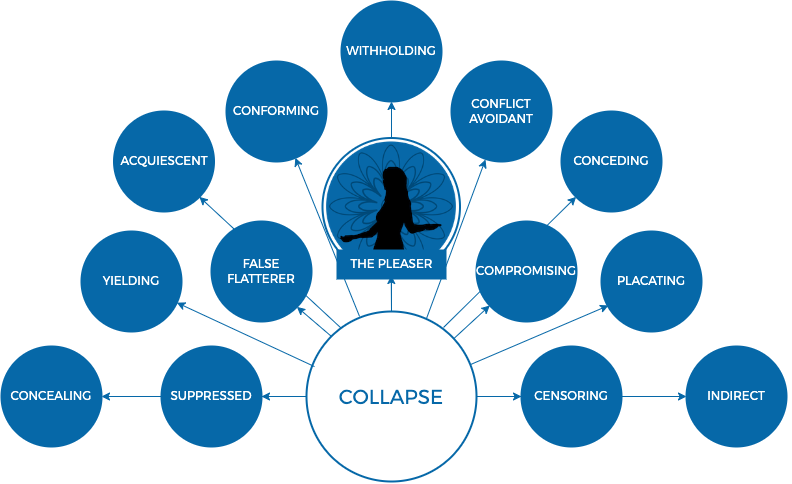 WITHHOLDING
CONFORMING
CONFLICT
AVOIDANT
ACQUIESCENT
CONCEDING
FALSE
FLATTERER
THE PLEASER
COMPROMISING
YIELDING
PLACATING
CONCEALING
SUPPRESSED
COLLAPSE
CENSORING
INDIRECT